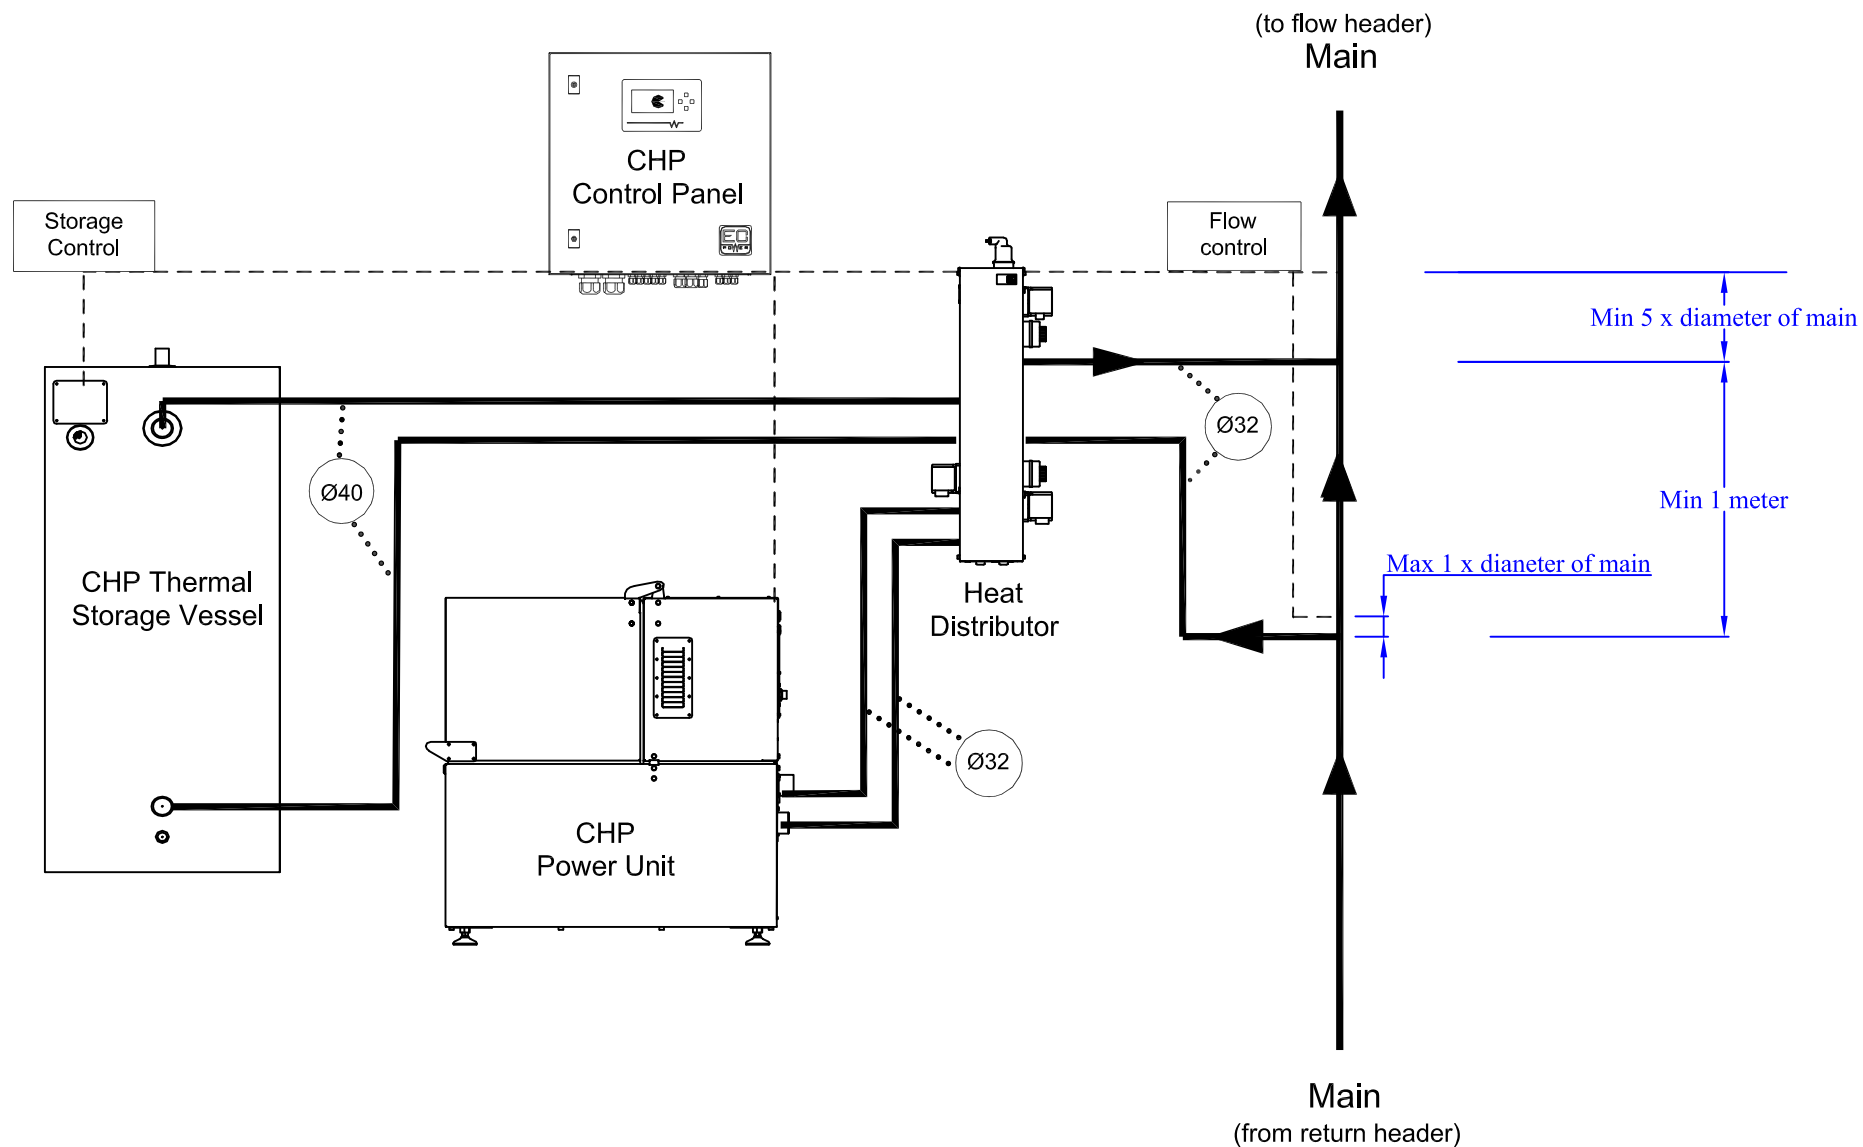 (to flow header)
Main
CHP
Control Panel
EC
POWER
Storage
Control
Flow
control
Min 5 x diameter of main
Ø32
Ø40
Min 1 meter
Max 1 x dianeter of main
CHP Thermal
Storage Vessel
Heat
Distributor
Ø32
CHP
Power Unit
Main
(from return header)